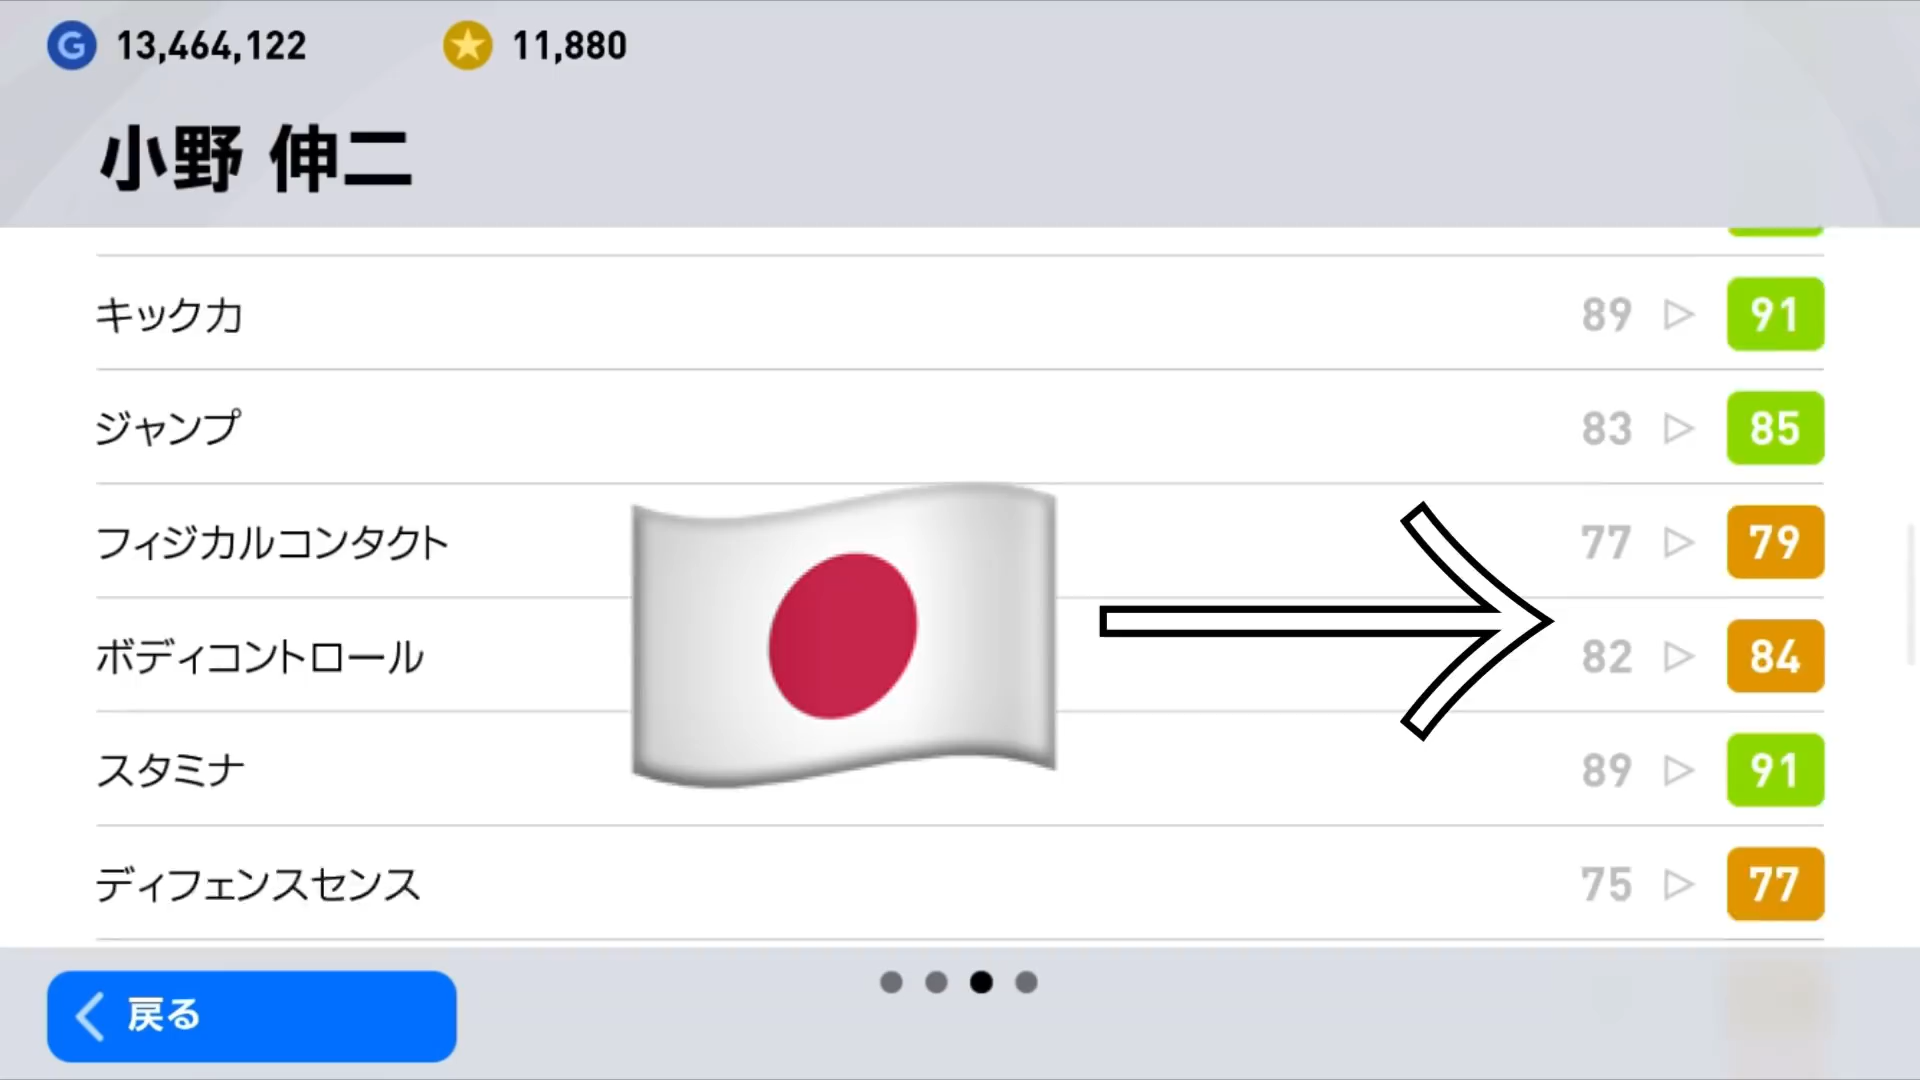 G 13,464,122 11,880
小野 伸二
キック力 89 ▷ 91
ジャンプ 83 ▷ 85
フィジカルコンタクト 77 ▷ 79
ボディコントロール 82 ▷ 84
スタミナ 89 ▷ 91
ディフェンスセンス 75 ▷ 77
戻る